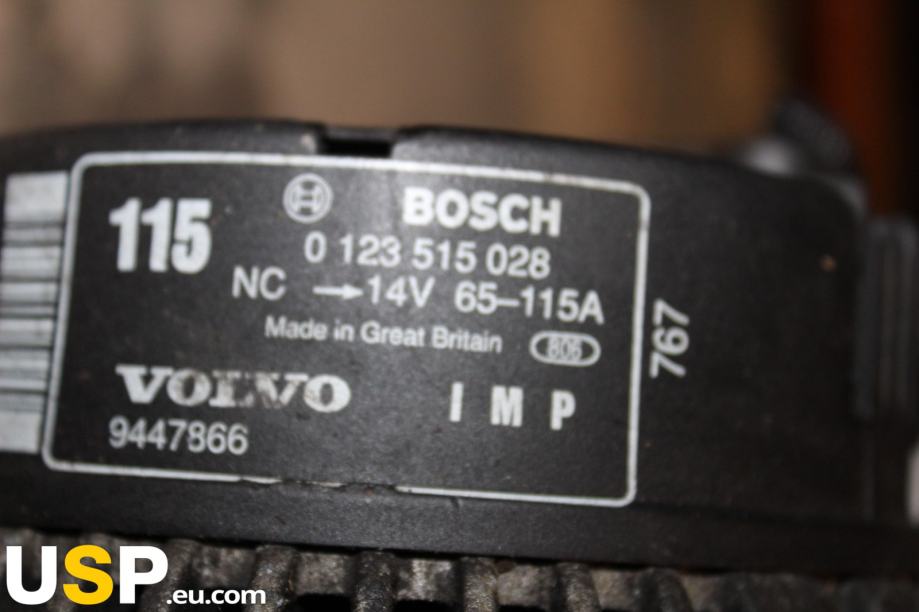 115
BOSCH
0 123 515 028
NC →14V 65–115A
Made in Great Britain 806
VOLVO
I M P
9447866
767
USP.eu.com